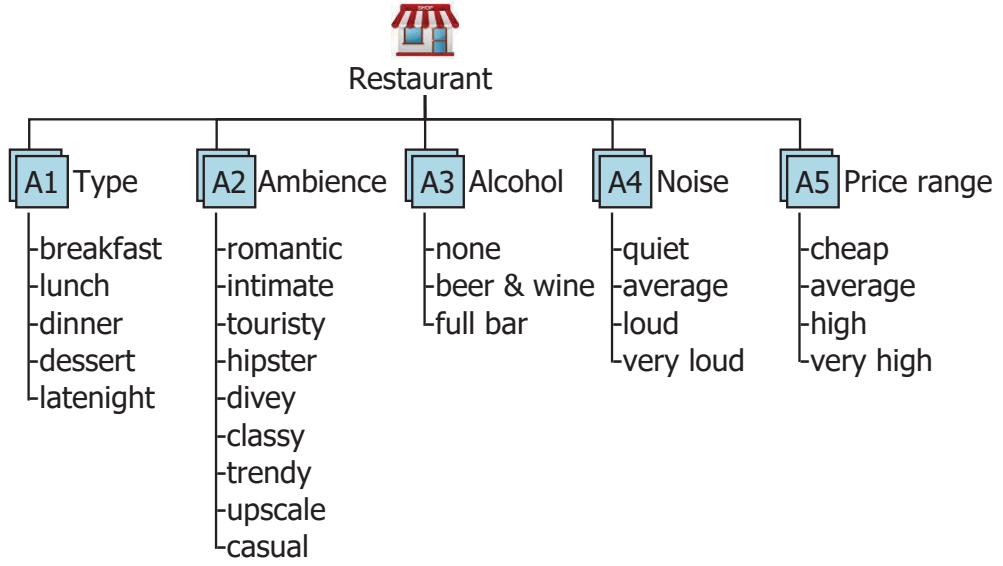 SHOP
Restaurant
A1 Type
-breakfast
-lunch
-dinner
-dessert
-latenight
A2 Ambience
-romantic
-intimate
-touristy
-hipster
-divey
-classy
-trendy
-upscale
-casual
A3 Alcohol
-none
-beer & wine
-full bar
A4 Noise
-quiet
-average
-loud
-very loud
A5 Price range
-cheap
-average
-high
-very high